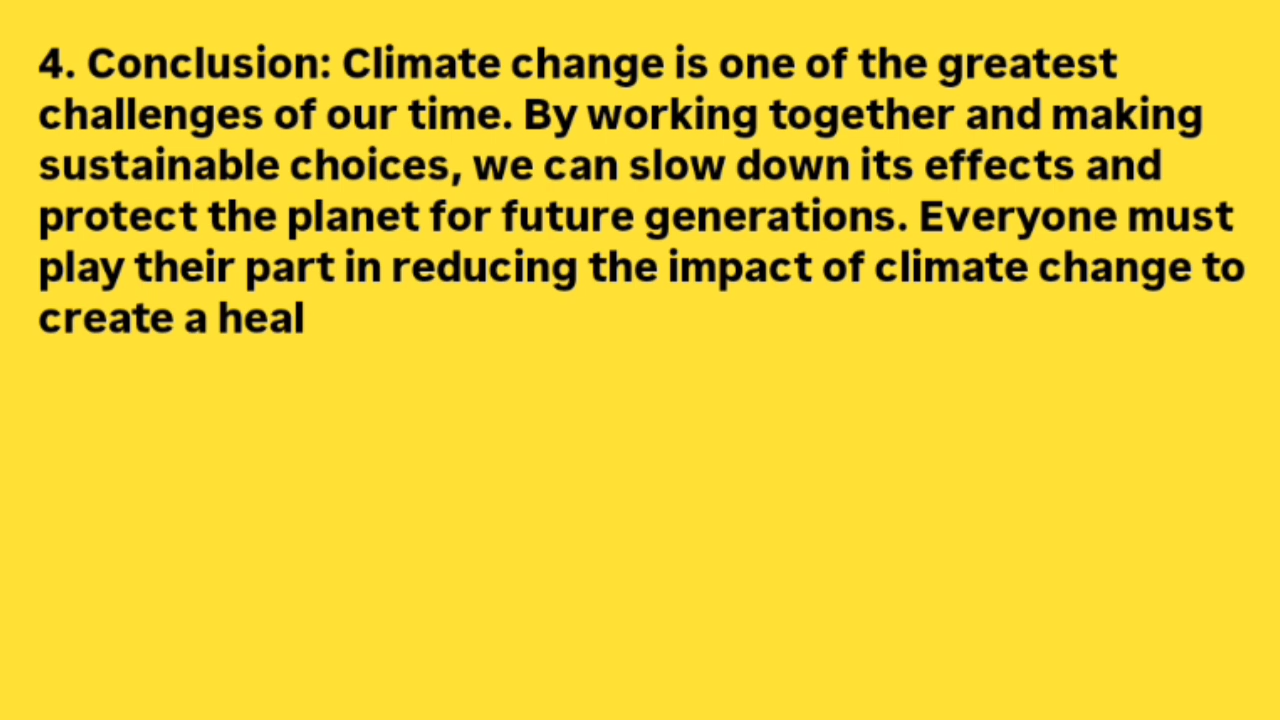 4. Conclusion: Climate change is one of the greatest
challenges of our time. By working together and making
sustainable choices, we can slow down its effects and
protect the planet for future generations. Everyone must
play their part in reducing the impact of climate change to
create a heal